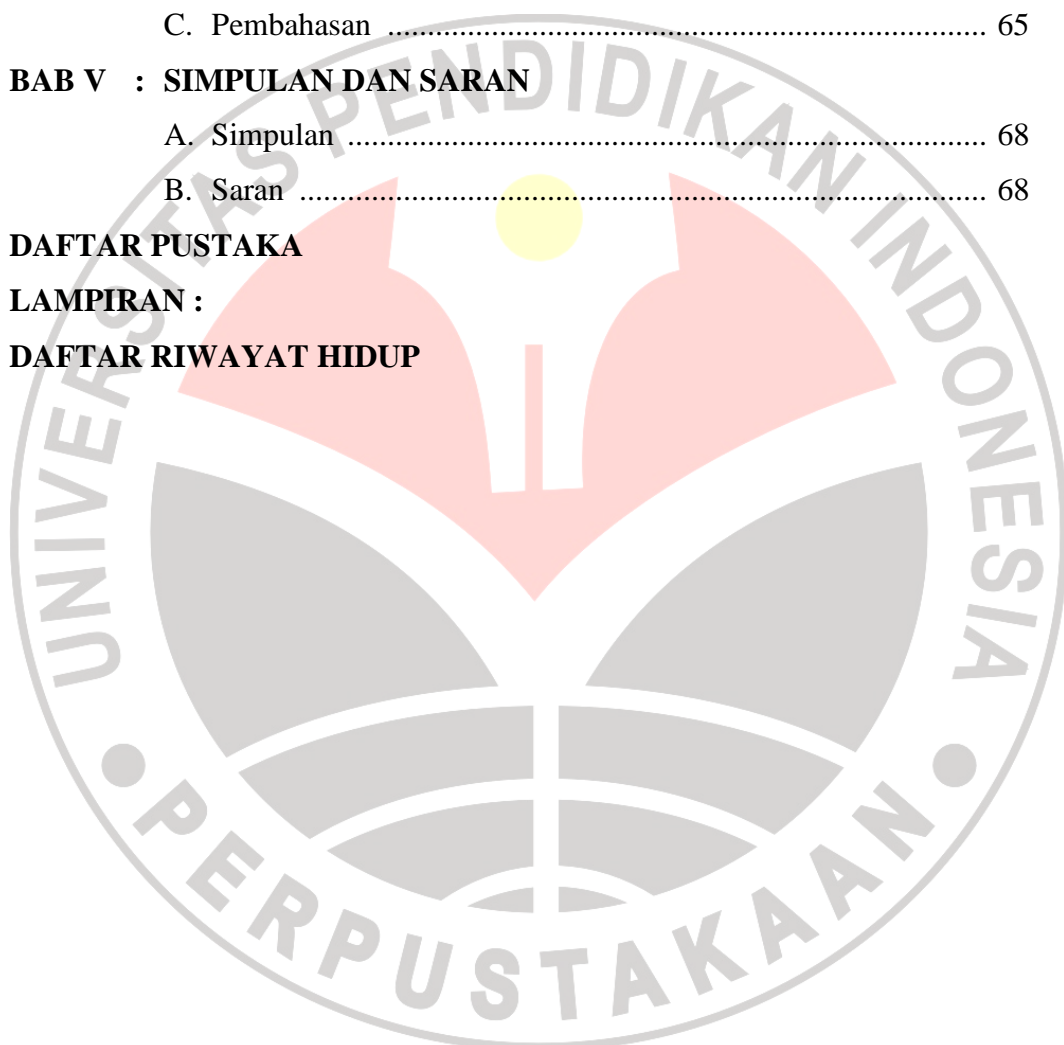 C. Pembahasan ........................................................................... 65
BAB V : SIMPULAN DAN SARAN
A. Simpulan ................................................................................ 68
B. Saran ...................................................................................... 68
DAFTAR PUSTAKA
LAMPIRAN :
DAFTAR RIWAYAT HIDUP
UNIVERSITAS PENDIDIKAN INDONESIA
PERPUSTAKAAN